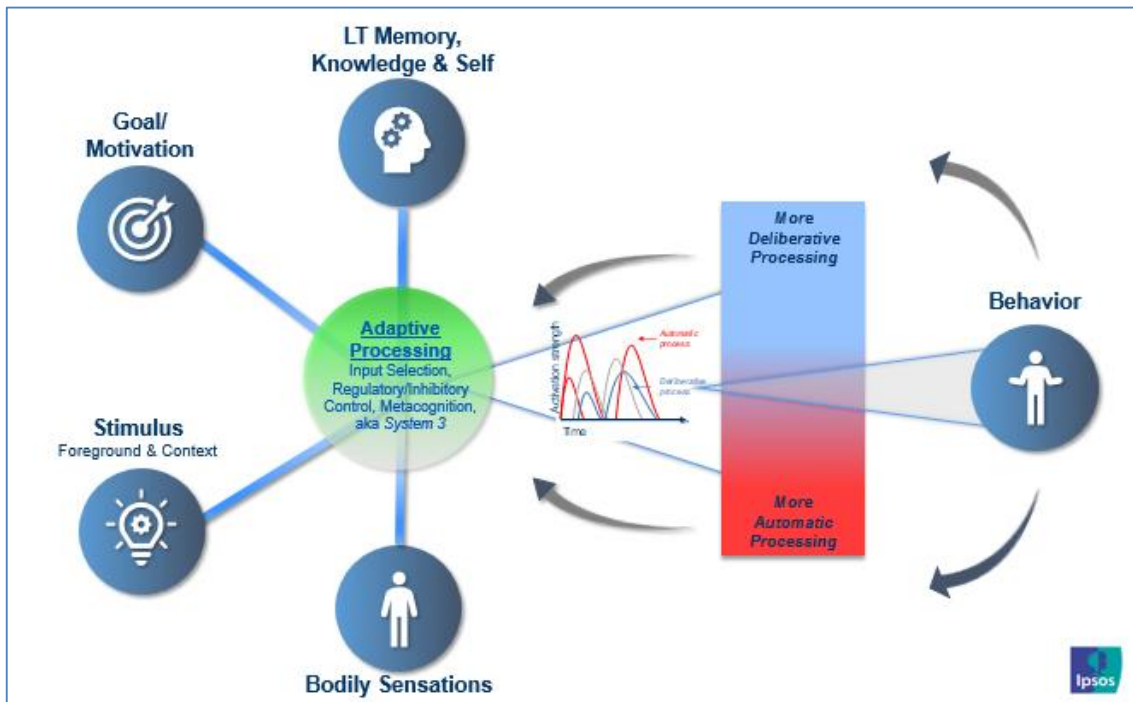 LT Memory,
Knowledge & Self
Goal/
Motivation
Stimulus
Foreground & Context
Bodily Sensations
Adaptive
Processing
Input Selection,
Regulatory/Inhibitory
Control, Metacognition,
aka System 3
Activation strength
Time
Automatic
process
Deliberative
process
More
Deliberative
Processing
More
Automatic
Processing
Behavior
Ipsos